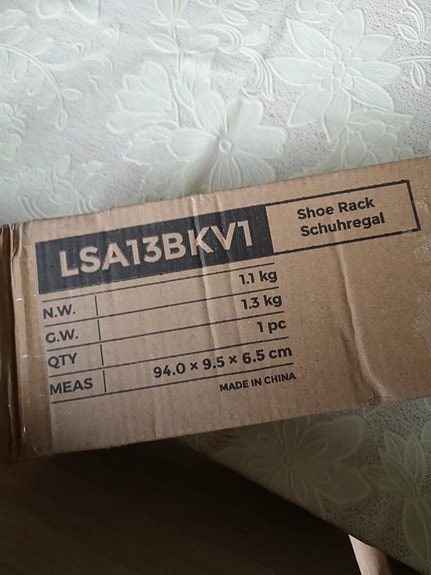 LSA13BKV1
Shoe Rack
Schuhregal
N.W. 1.1 kg
G.W. 1.3 kg
QTY 1 pc
MEAS 94.0 × 9.5 × 6.5 cm
MADE IN CHINA